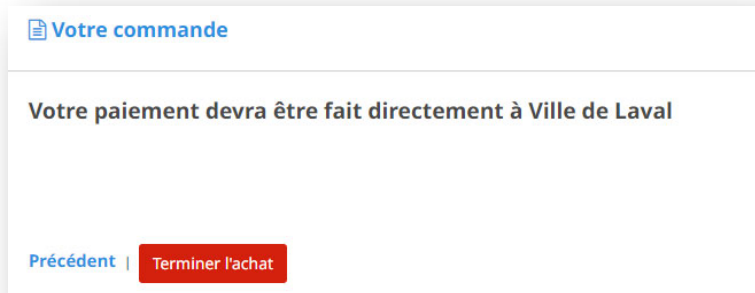 Votre commande
Votre paiement devra être fait directement à Ville de Laval
Précédent | Terminer l'achat